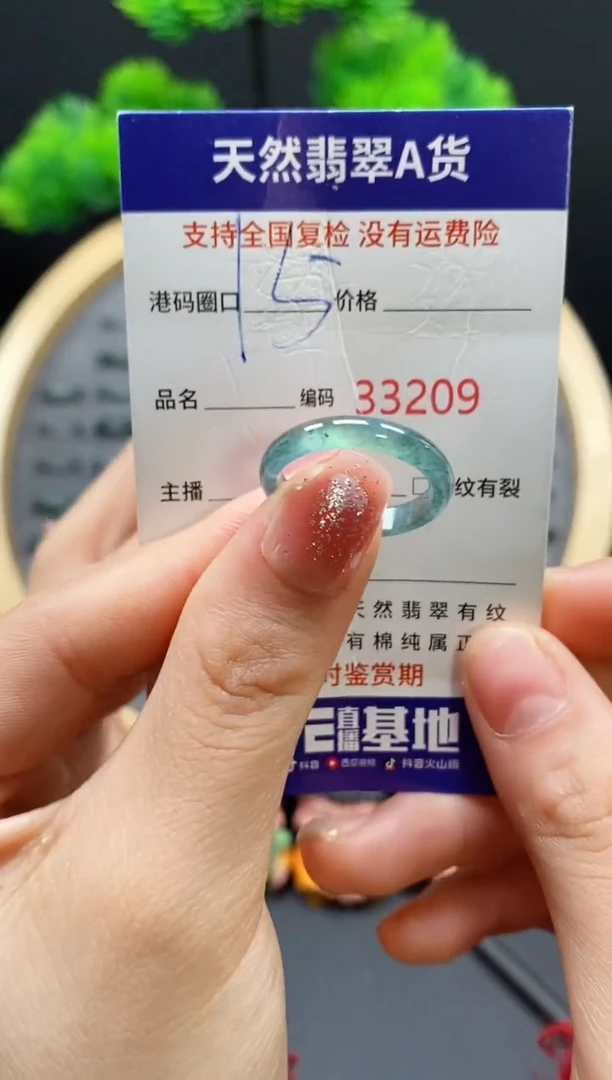 天然翡翠A货
支持全国复检 没有运费险
港码圈口 15 价格
品名 编码 33209
主播 纹有裂
天然翡翠有纹
有棉纯属正
时鉴赏期
直播基地
抖音 西瓜视频 抖音火山版